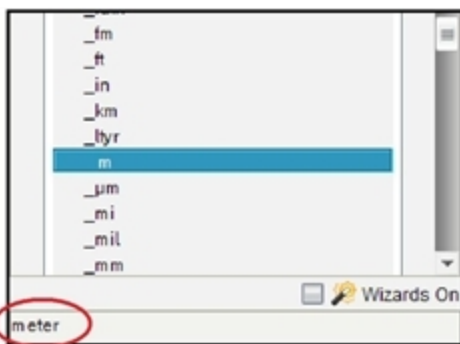 _fm
_ft
_in
_km
_ltyr
_m
_µm
_mi
_mil
_mm
Wizards On
meter